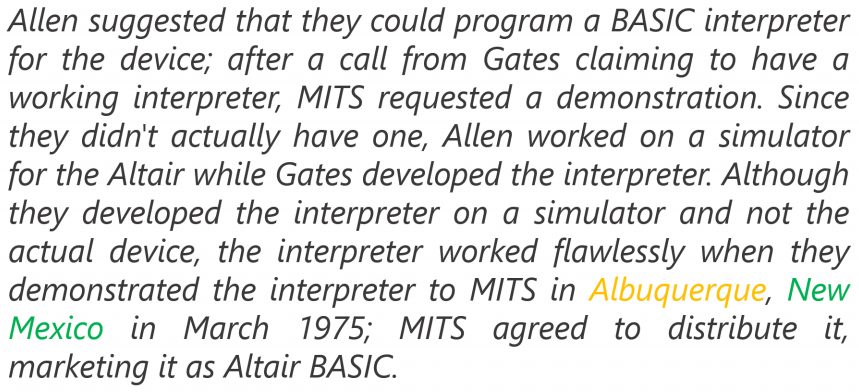 Allen suggested that they could program a BASIC interpreter
for the device; after a call from Gates claiming to have a
working interpreter, MITS requested a demonstration. Since
they didn't actually have one, Allen worked on a simulator
for the Altair while Gates developed the interpreter. Although
they developed the interpreter on a simulator and not the
actual device, the interpreter worked flawlessly when they
demonstrated the interpreter to MITS in Albuquerque, New
Mexico in March 1975; MITS agreed to distribute it,
marketing it as Altair BASIC.